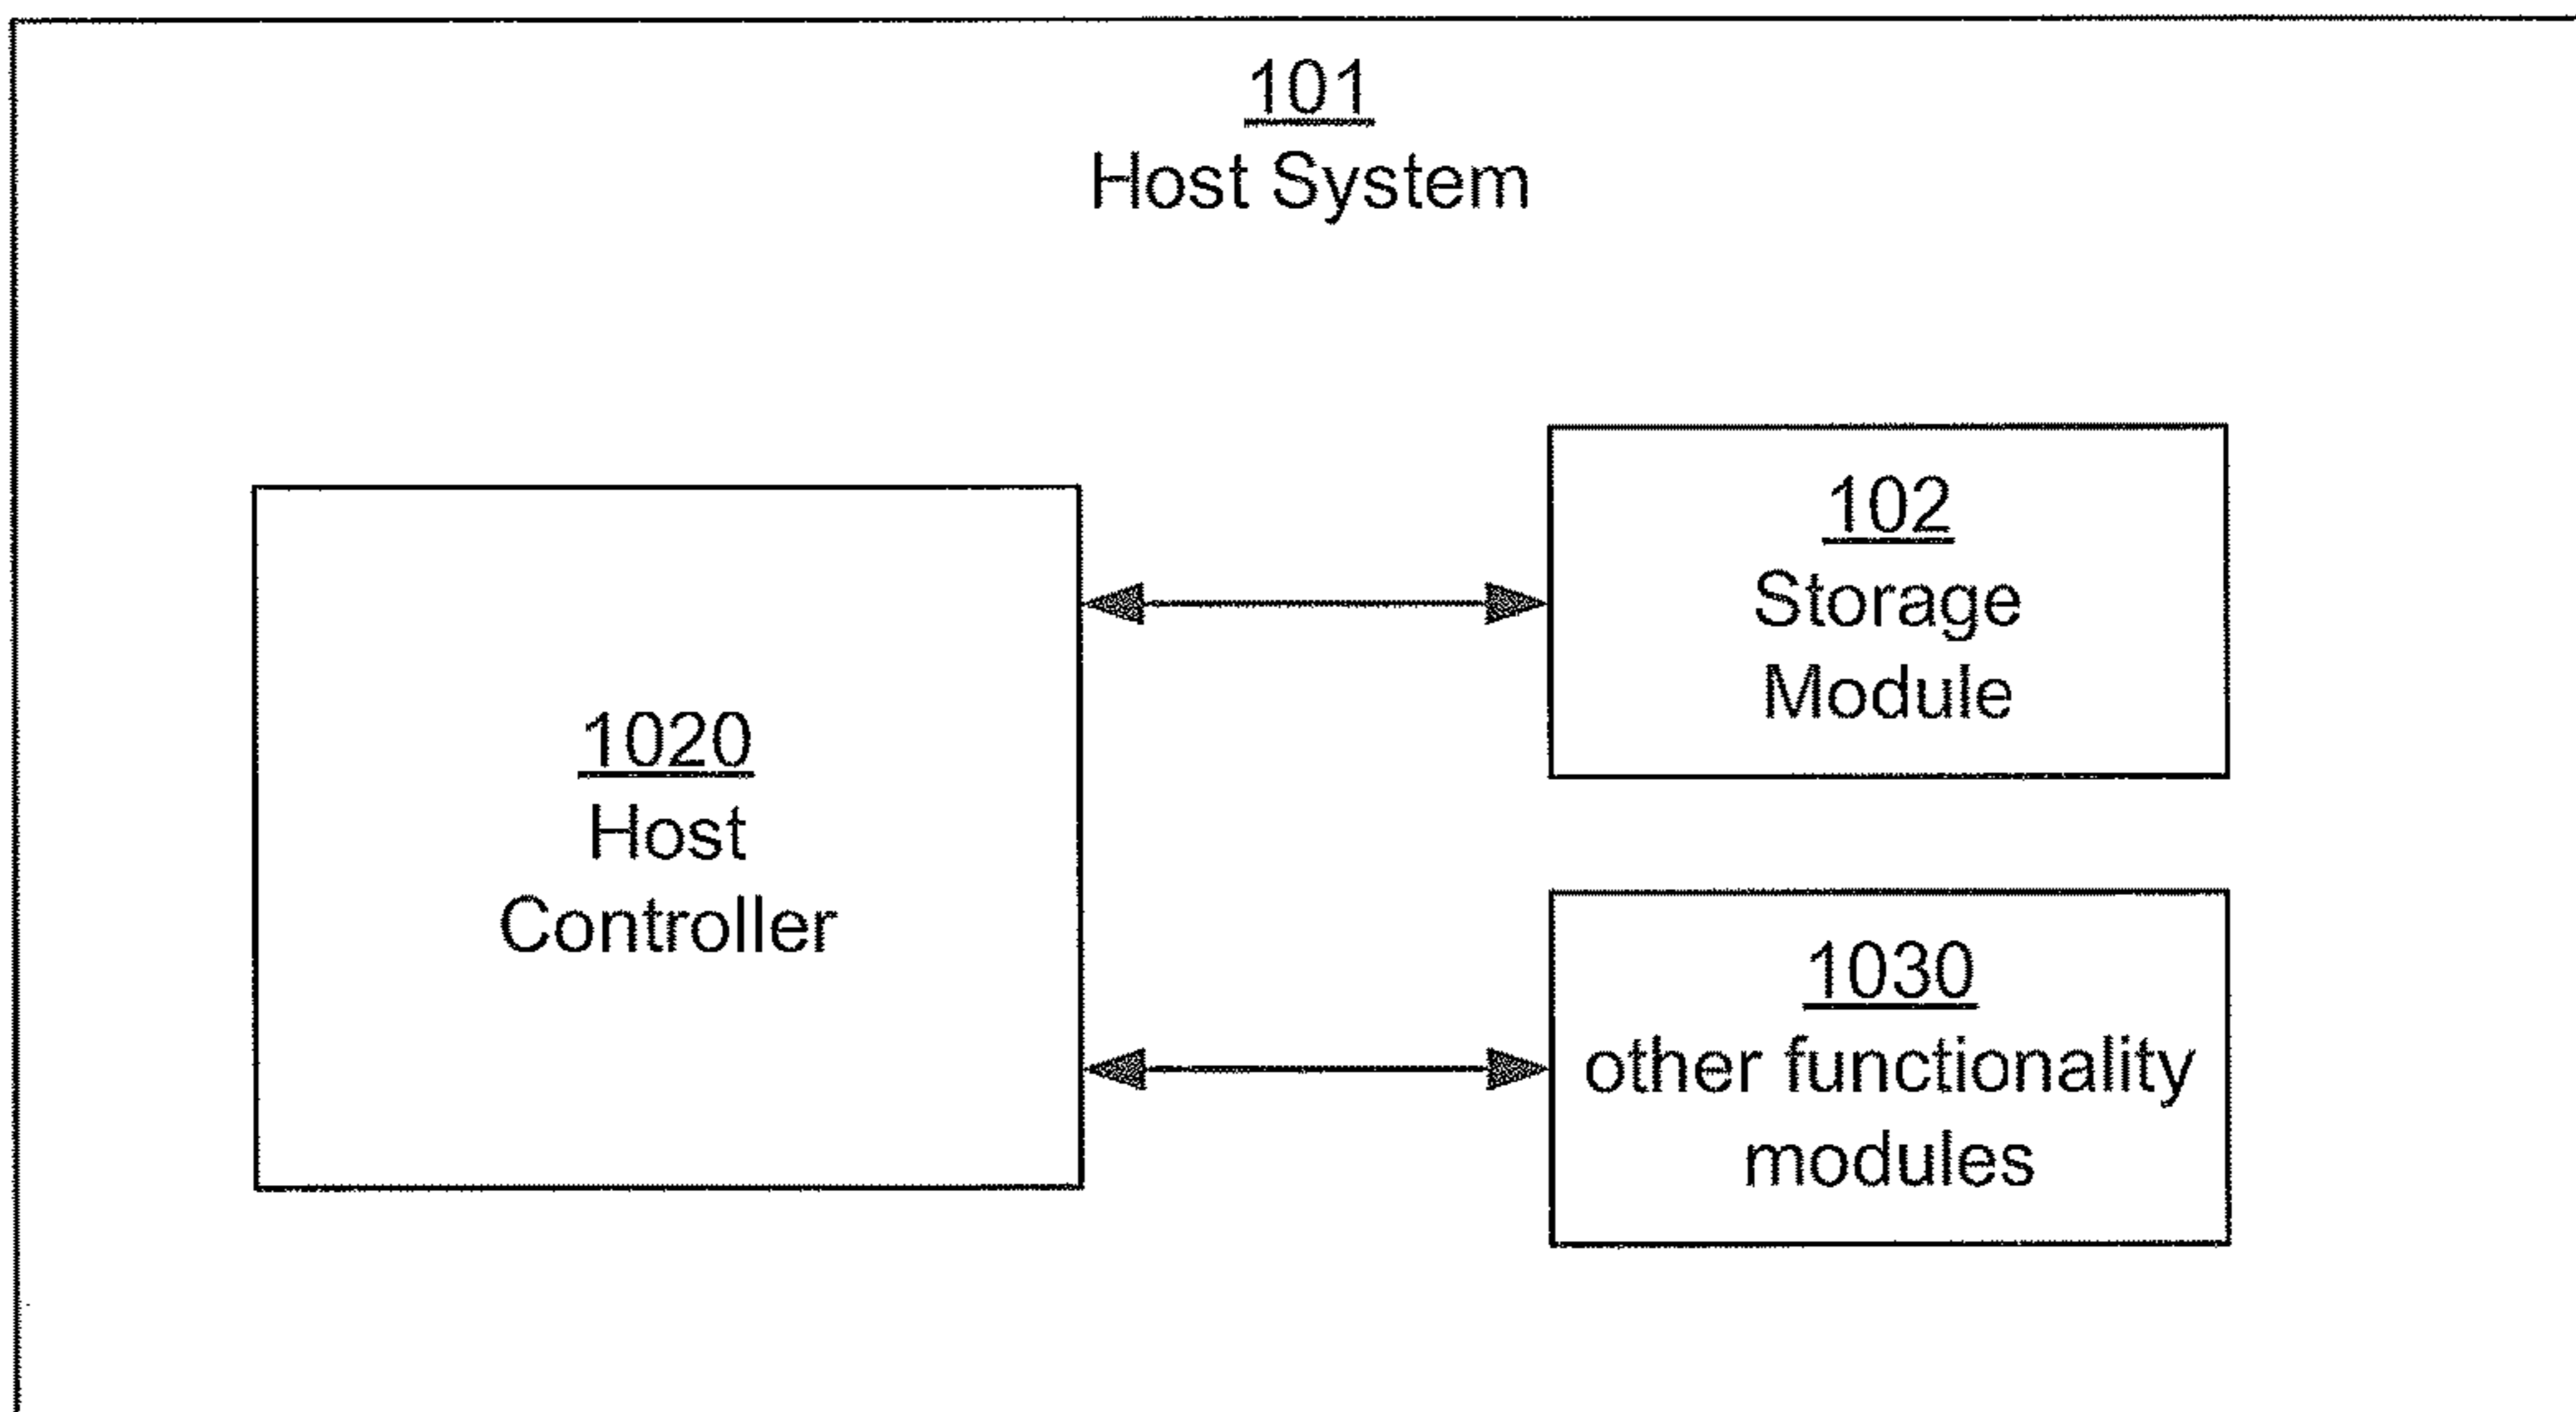 101
Host System
1020
Host
Controller
102
Storage
Module
1030
other functionality
modules